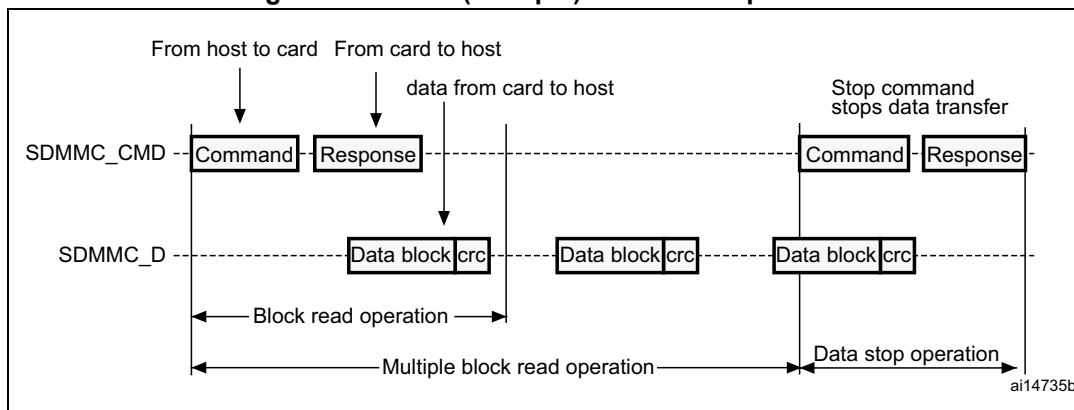 From host to card From card to host
data from card to host
Stop command
stops data transfer
SDMMC_CMD Command Response Command Response
SDMMC_D Data block crc Data block crc Data block crc
Block read operation
Multiple block read operation
Data stop operation
ai14735b